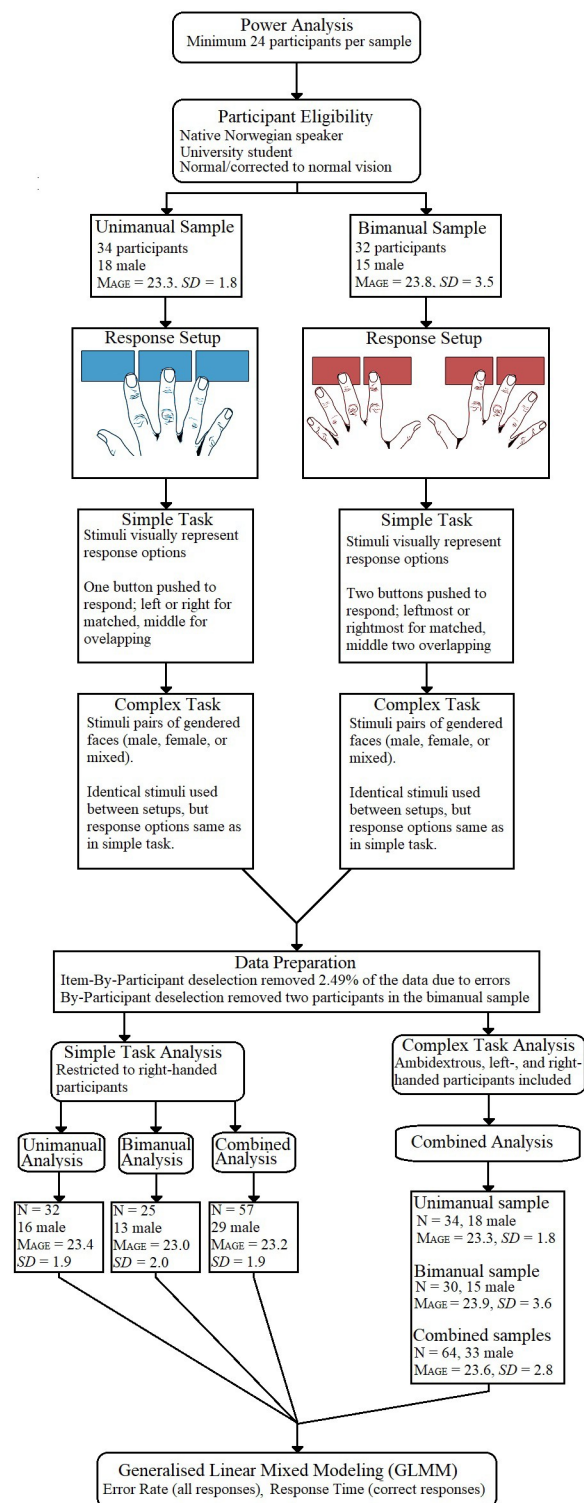 Power Analysis
Minimum 24 participants per sample
Participant Eligibility
Native Norwegian speaker
University student
Normal/corrected to normal vision
Unimanual Sample
34 participants
18 male
MAGE = 23.3. SD = 1.8
Bimanual Sample
32 participants
15 male
MAGE = 23.8, SD = 3.5
Response Setup
Response Setup
Simple Task
Stimuli visually represent
response options
One button pushed to
respond; left or right for
matched, middle for
ovelapping
Simple Task
Stimuli visually represent
response options
Two buttons pushed to
respond; leftmost or
rightmost for matched,
middle two overlapping
Complex Task
Stimuli pairs of gendered
faces (male, female, or
mixed).
Identical stimuli used
between setups, but
response options same as
in simple task.
Complex Task
Stimuli pairs of gendered
faces (male, female, or
mixed).
Identical stimuli used
between setups, but
response options same as
in simple task.
Data Preparation
Item-By-Participant deselection removed 2.49% of the data due to errors
By-Participant deselection removed two participants in the bimanual sample
Simple Task Analysis
Restricted to right-handed
participants
Complex Task Analysis
Ambidextrous, left-, and right-
handed participants included
Unimanual
Analysis
Bimanual
Analysis
Combined
Analysis
Combined Analysis
N = 32
16 male
MAGE = 23.4
SD = 1.9
N = 25
13 male
MAGE = 23.0
SD = 2.0
N = 57
29 male
MAGE = 23.2
SD = 1.9
Unimanual sample
N = 34, 18 male
MAGE = 23.3, SD = 1.8
Bimanual sample
N = 30, 15 male
MAGE = 23.9, SD = 3.6
Combined samples
N = 64, 33 male
MAGE = 23.6, SD = 2.8
Generalised Linear Mixed Modeling (GLMM)
Error Rate (all responses), Response Time (correct responses)